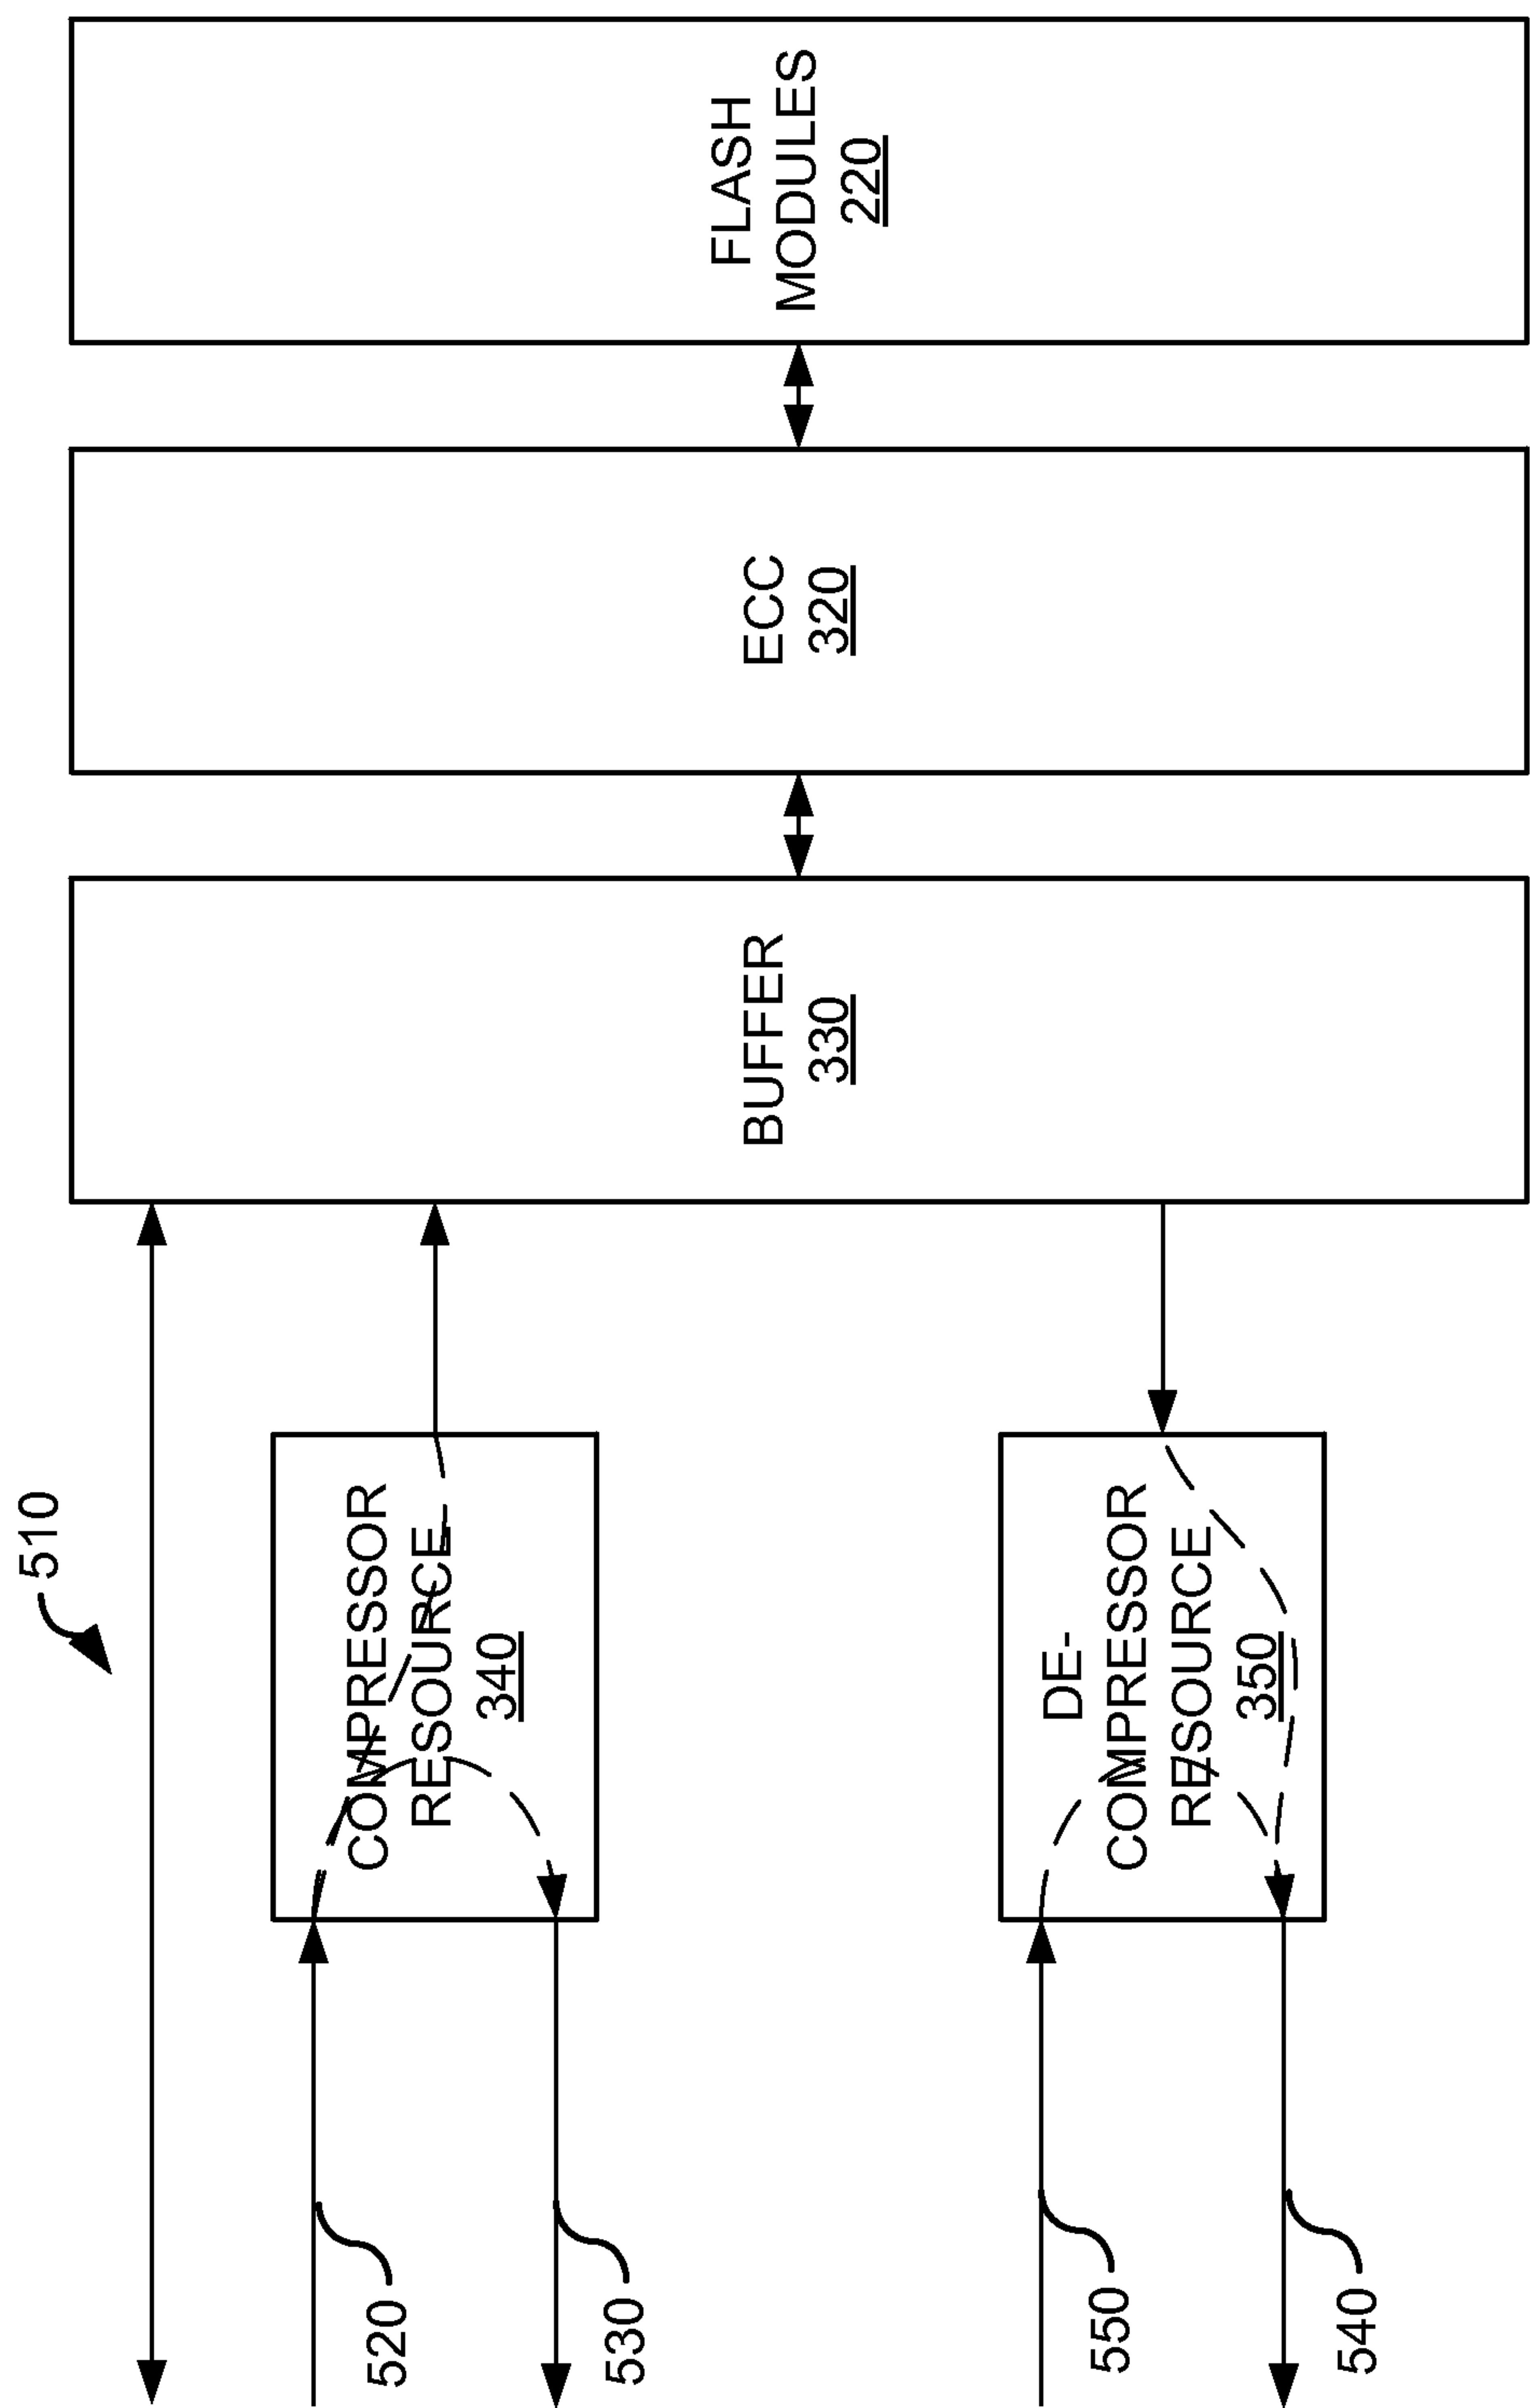 510
FLASH
MODULES
220
ECC
320
BUFFER
330
COMPRESSOR
RESOURCE
340
DE-
COMPRESSOR
RESOURCE
350
520
530
550
540